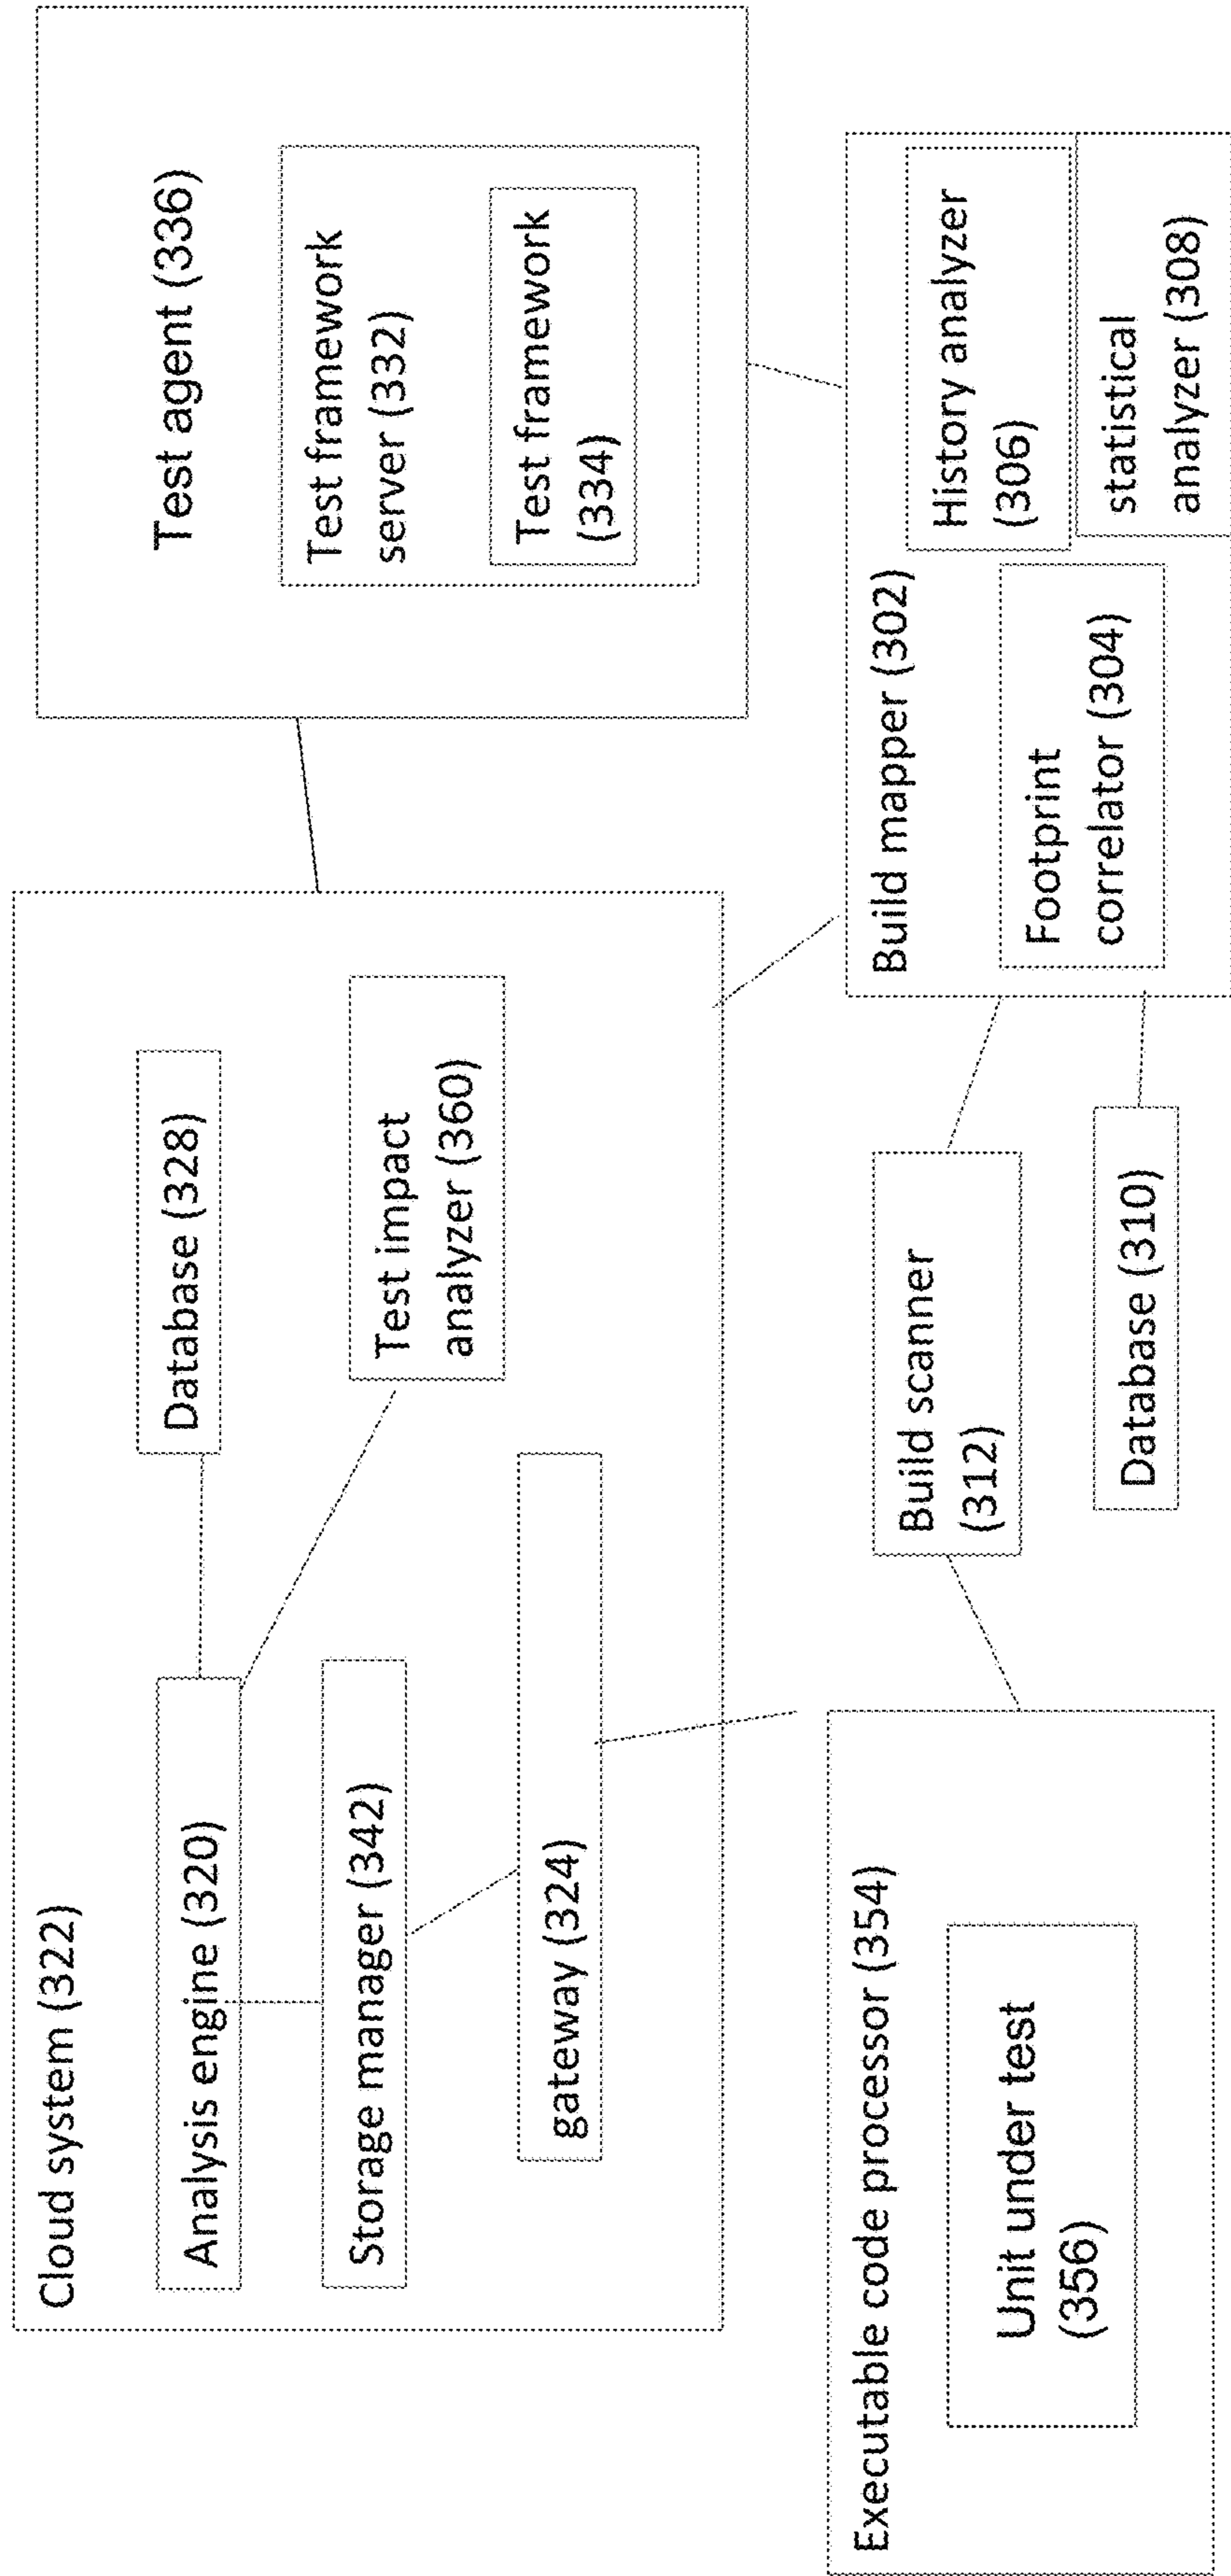 Cloud system (322)
Analysis engine (320)
Database (328)
Storage manager (342)
Test impact
analyzer (360)
gateway (324)
Test agent (336)
Test framework
server (332)
Test framework
(334)
Executable code processor (354)
Unit under test
(356)
Build scanner
(312)
Database (310)
Build mapper (302)
Footprint
correlator (304)
History analyzer
(306)
statistical
analyzer (308)